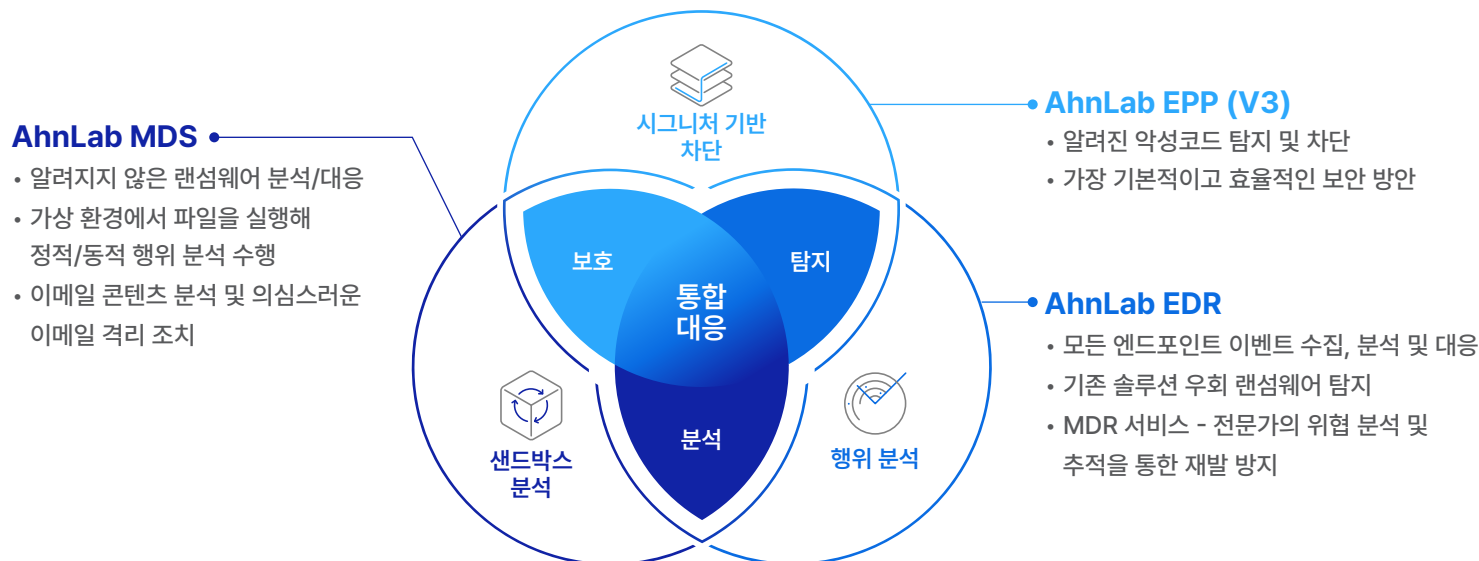 시그니처 기반
차단
AhnLab MDS
• 알려지지 않은 랜섬웨어 분석/대응
• 가상 환경에서 파일을 실행해
정적/동적 행위 분석 수행
• 이메일 콘텐츠 분석 및 의심스러운
이메일 격리 조치
AhnLab EPP (V3)
• 알려진 악성코드 탐지 및 차단
• 가장 기본적이고 효율적인 보안 방안
보호
탐지
통합
대응
분석
샌드박스
분석
행위 분석
AhnLab EDR
• 모든 엔드포인트 이벤트 수집, 분석 및 대응
• 기존 솔루션 우회 랜섬웨어 탐지
• MDR 서비스 - 전문가의 위협 분석 및
추적을 통한 재발 방지